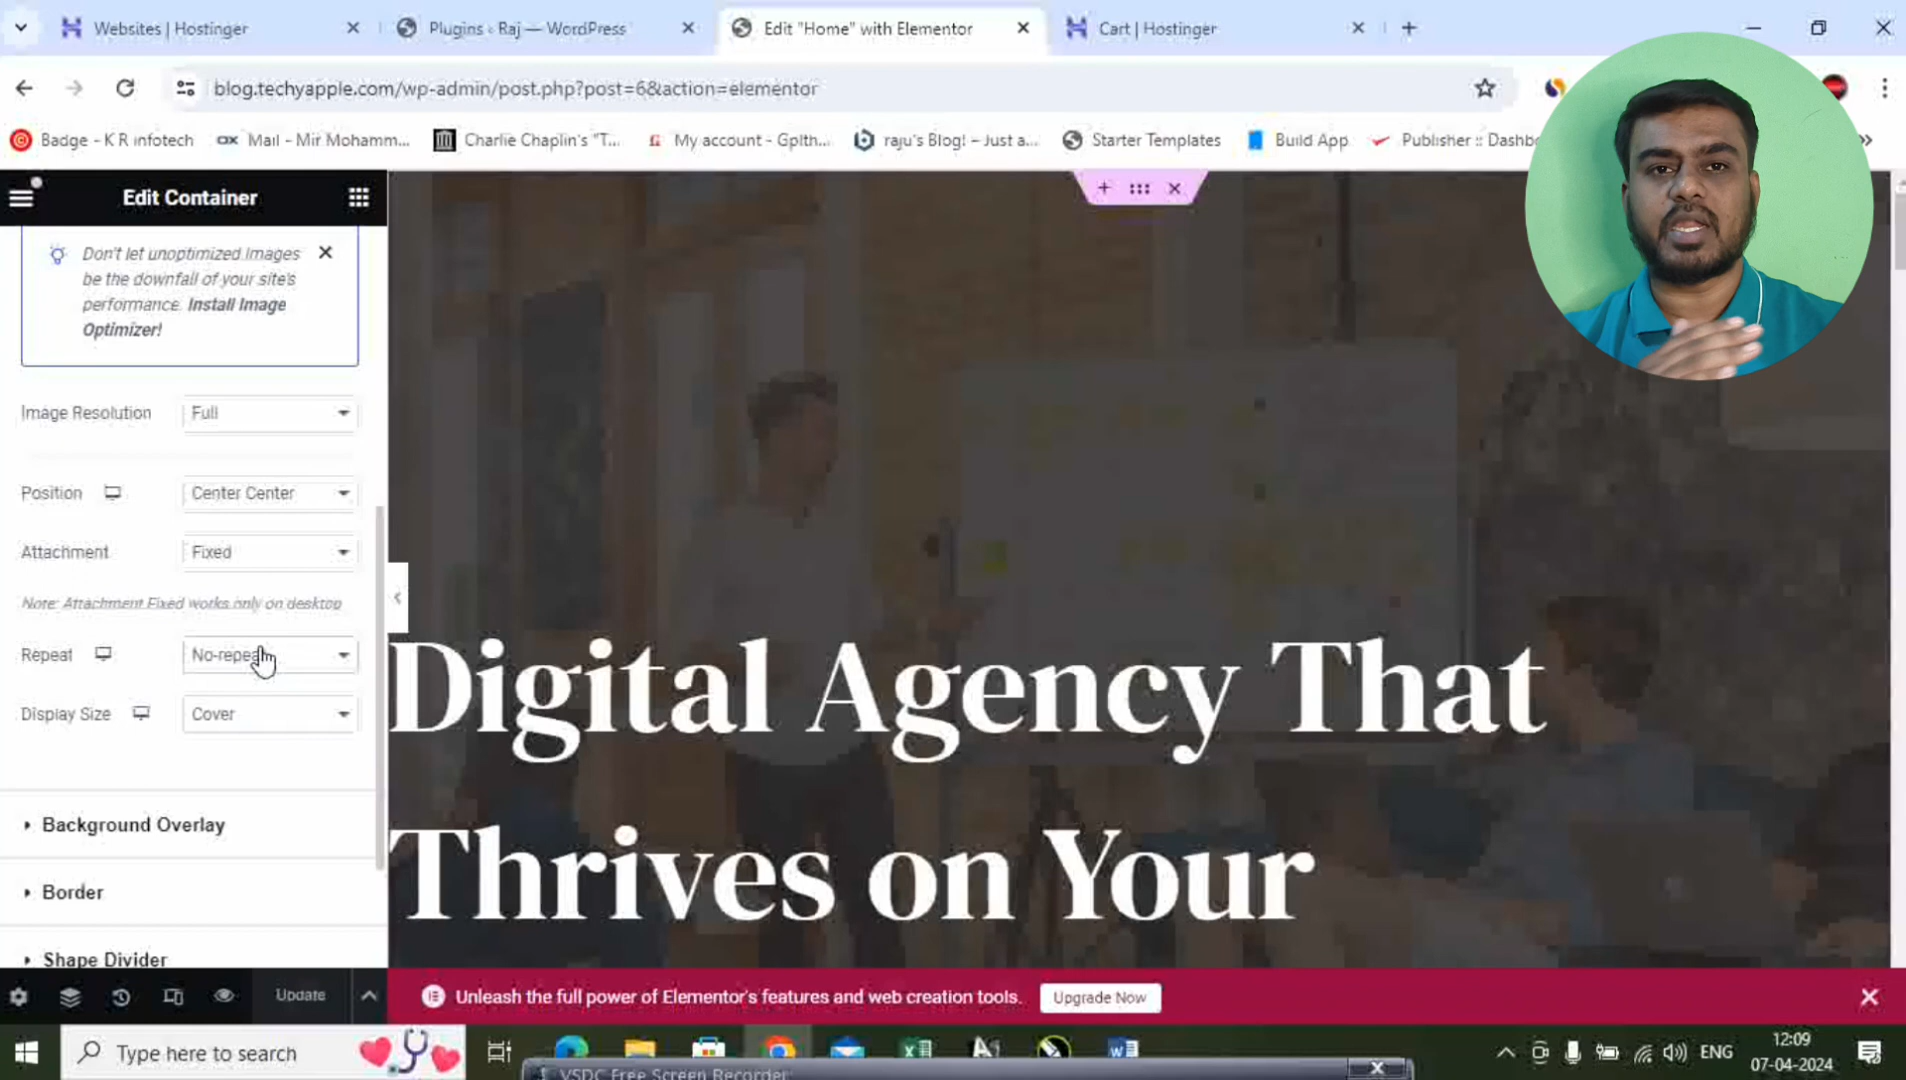 Websites | Hostinger
Plugins ‹ Raj — WordPress
Edit "Home" with Elementor
Cart | Hostinger
blog.techyapple.com/wp-admin/post.php?post=6&action=elementor
Badge - K R infotech
Mail - Mir Mohamm...
Charlie Chaplin's "T...
My account - Gplth...
raju's Blog! – Just a...
Starter Templates
Build App
Publisher :: Dashb
Edit Container
Don't let unoptimized images
be the downfall of your site's
performance. Install Image
Optimizer!
Image Resolution Full
Position Center Center
Attachment Fixed
Note: Attachment Fixed works only on desktop
Repeat No-repeat
Display Size Cover
Background Overlay
Border
Shape Divider
Digital Agency That
Thrives on Your
Update
Unleash the full power of Elementor's features and web creation tools.
Upgrade Now
Type here to search
ENG
12:09
07-04-2024
VSDC Free Screen Recorder